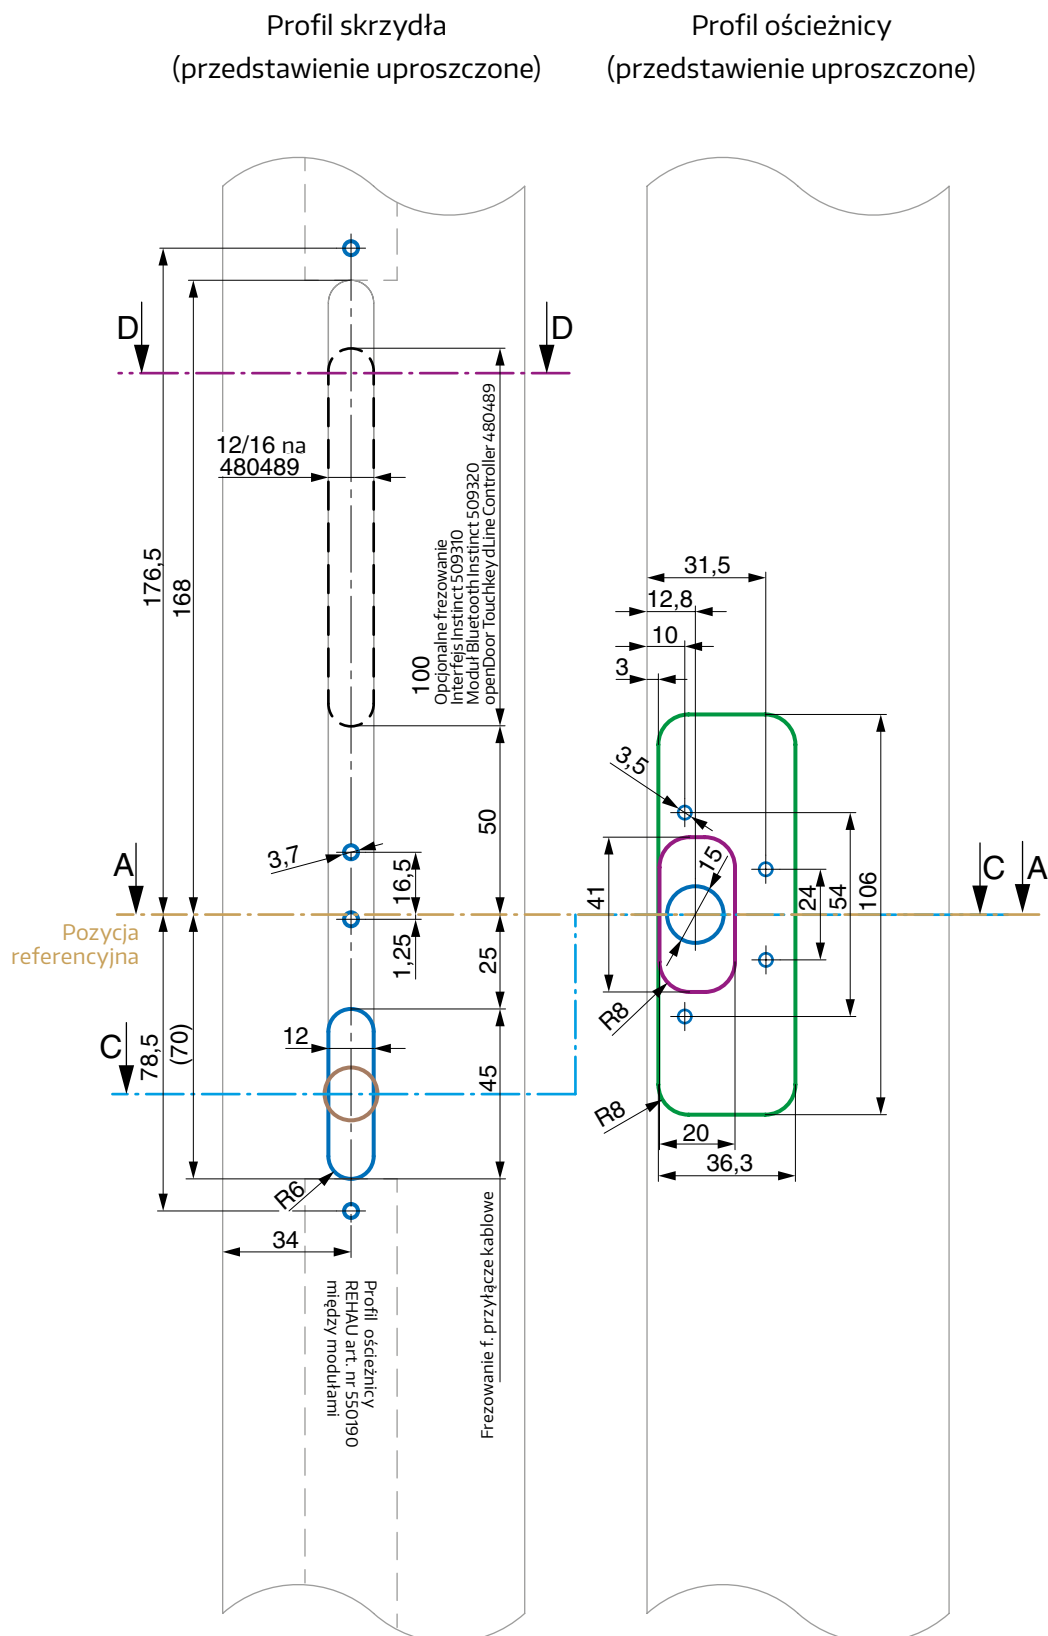 Profil skrzydła
(przedstawienie uproszczone)
Profil ościeżnicy
(przedstawienie uproszczone)
D
D
12/16 na
480489
176,5
168
100
Opcjonalne frezowanie
Interfejs Instinct 509310
Moduł Bluetooth Instinct 509320
openDoor Touchkey dLine Controller 480489
50
3,7
16,5
A
Pozycja
referencyjna
1,25
25
C
78,5
(70)
12
45
R6
34
Profil ościeżnicy
REHAU art. nr 550190
między modułami
Frezowanie f. przyłącze kablowe
31,5
12,8
10
3
3,5
15
41
24
54
106
C
A
R8
R8
20
36,3